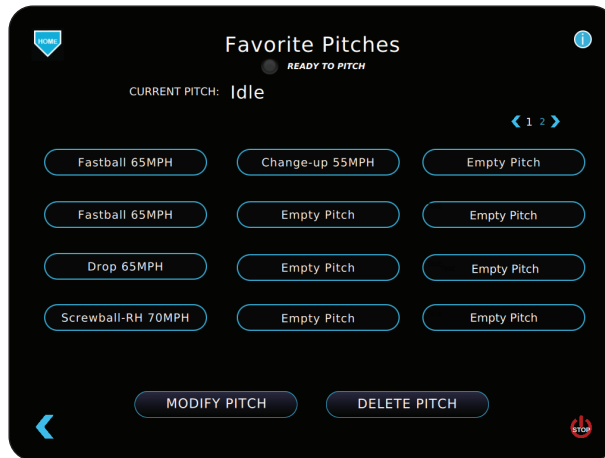 HOME
Favorite Pitches
i
READY TO PITCH
CURRENT PITCH: Idle
1 2
Fastball 65MPH Change-up 55MPH Empty Pitch
Fastball 65MPH Empty Pitch Empty Pitch
Drop 65MPH Empty Pitch Empty Pitch
Screwball-RH 70MPH Empty Pitch Empty Pitch
MODIFY PITCH DELETE PITCH
STOP